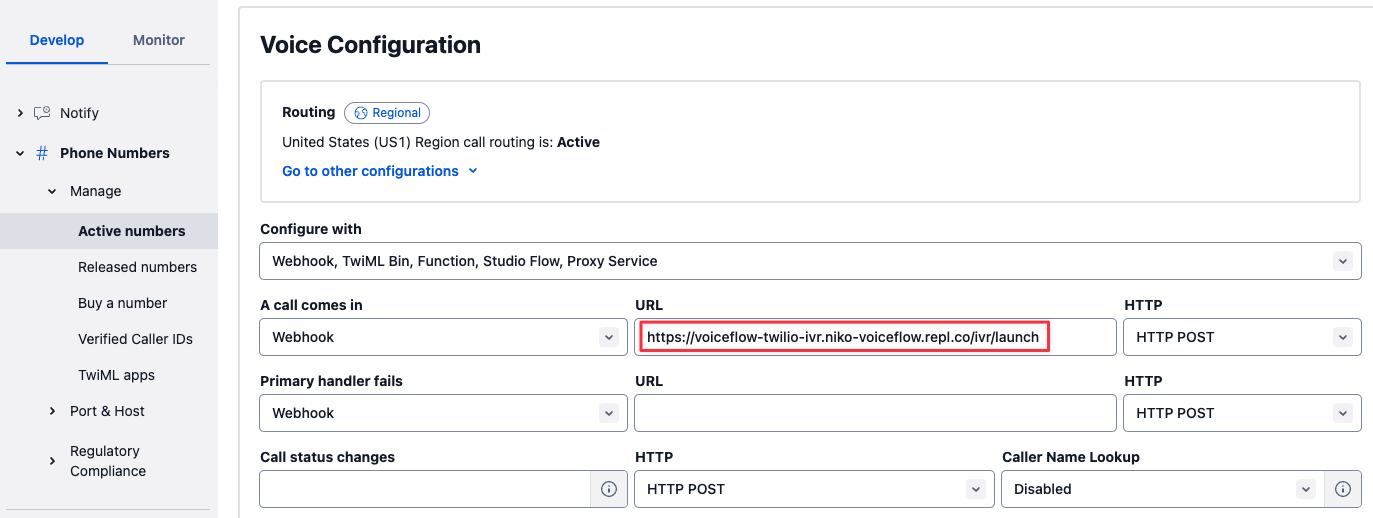 Develop
Monitor
Notify
Phone Numbers
Manage
Active numbers
Released numbers
Buy a number
Verified Caller IDs
TwiML apps
Port & Host
Regulatory
Compliance
Voice Configuration
Routing Regional
United States (US1) Region call routing is: Active
Go to other configurations
Configure with
Webhook, TwiML Bin, Function, Studio Flow, Proxy Service
A call comes in URL HTTP
Webhook https://voiceflow-twilio-ivr.niko-voiceflow.repl.co/ivr/launch HTTP POST
Primary handler fails URL HTTP
Webhook HTTP POST
Call status changes HTTP Caller Name Lookup
HTTP POST Disabled